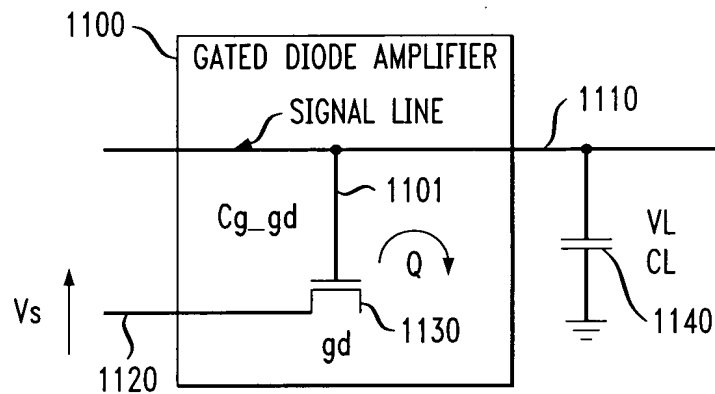 1100
GATED DIODE AMPLIFIER
SIGNAL LINE
1110
1101
Cg_gd
Q
VL
CL
Vs
1130
1140
gd
1120